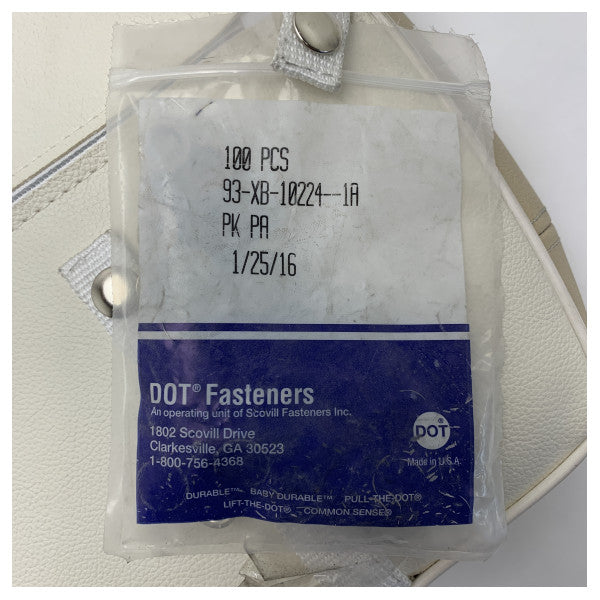 100 PCS
93-XB-10224--1A
PK PA
1/25/16
DOT® Fasteners
An operating unit of Scovill Fasteners Inc.
1802 Scovill Drive
Clarkesville, GA 30523
1-800-756-4368
DOT®
Made in U.S.A.
DURABLE™ BABY DURABLE™ PULL-THE-DOT®
LIFT-THE-DOT® COMMON SENSE®